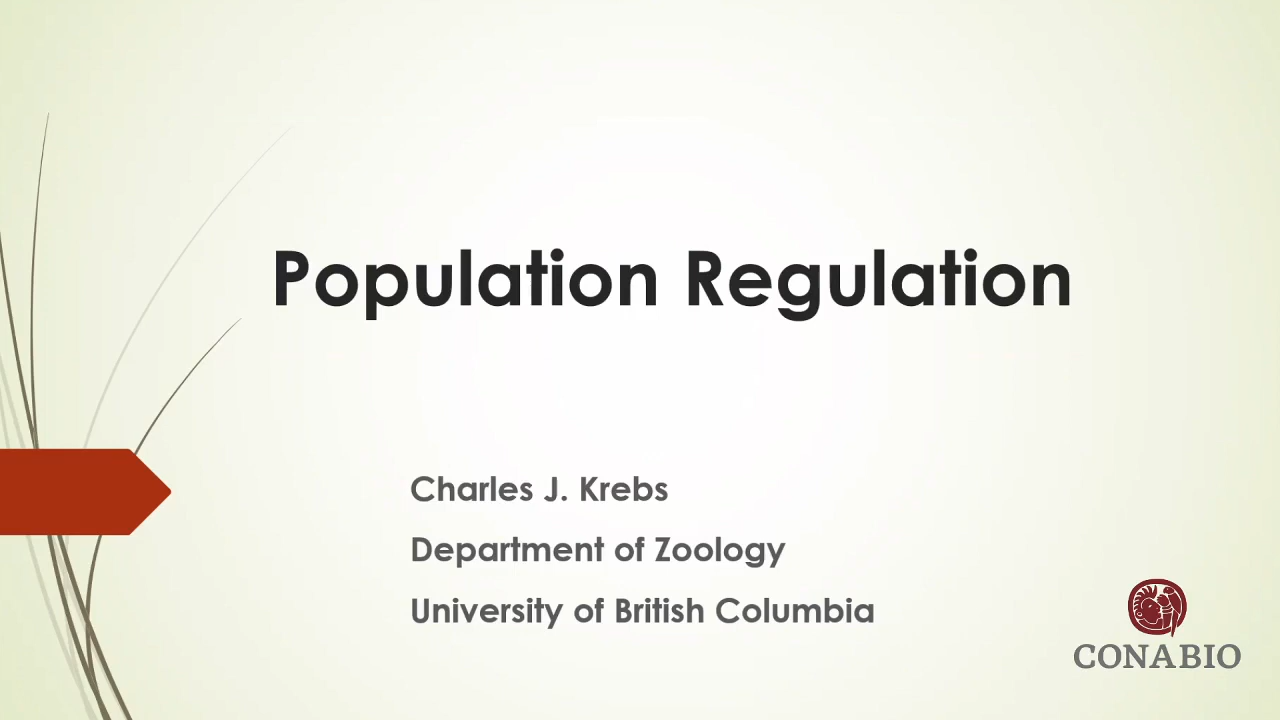 Population Regulation
Charles J. Krebs
Department of Zoology
University of British Columbia
CONABIO